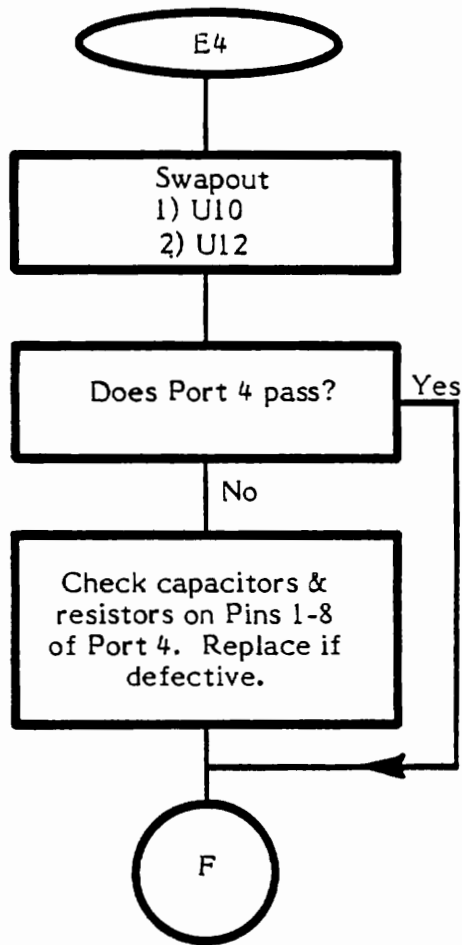 E4
Swapout
1) U10
2) U12
Does Port 4 pass?
Yes
No
Check capacitors &
resistors on Pins 1-8
of Port 4. Replace if
defective.
F